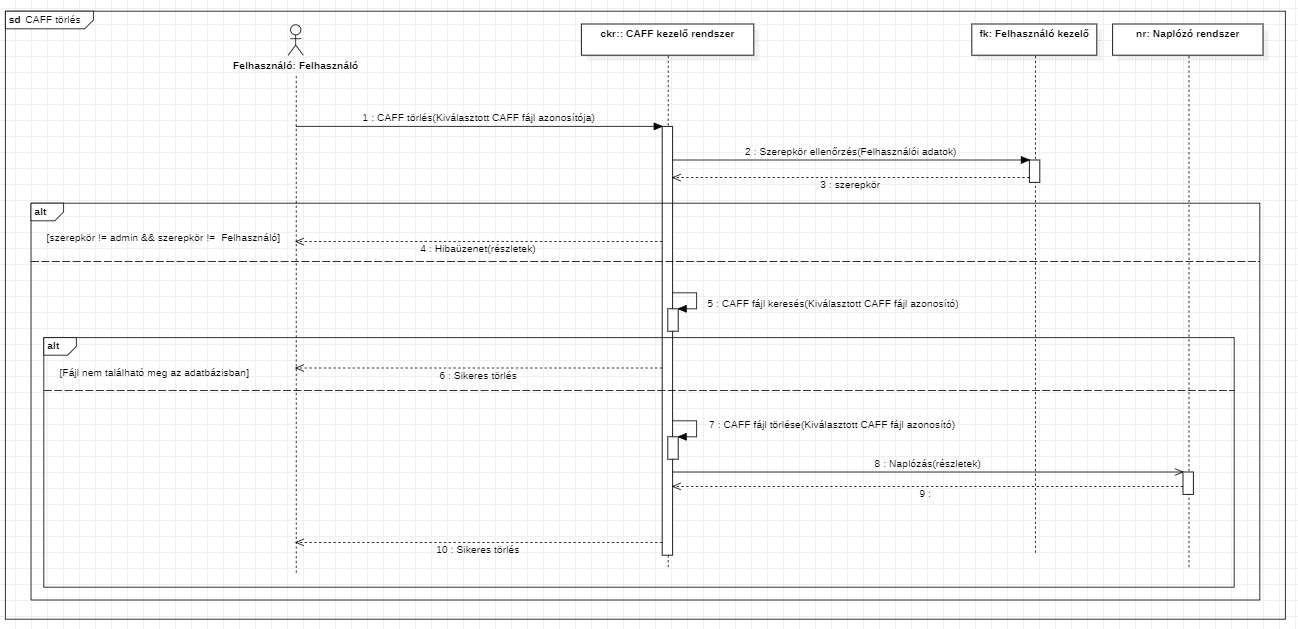 sd CAFF törlés
ckr:: CAFF kezelő rendszer
fk: Felhasználó kezelő
nr: Naplózó rendszer
Felhasználó: Felhasználó
1 : CAFF törlés(Kiválasztott CAFF fájl azonosítója)
2 : Szerepkör ellenőrzés(Felhasználói adatok)
3 : szerepkör
alt
[szerepkör != admin && szerepkör != Felhasználó]
4 : Hibaüzenet(részletek)
5 : CAFF fájl keresés(Kiválasztott CAFF fájl azonosító)
alt
[Fájl nem található meg az adatbázisban]
6 : Sikeres törlés
7 : CAFF fájl törlése(Kiválasztott CAFF fájl azonosító)
8 : Naplózás(részletek)
9 :
10 : Sikeres törlés